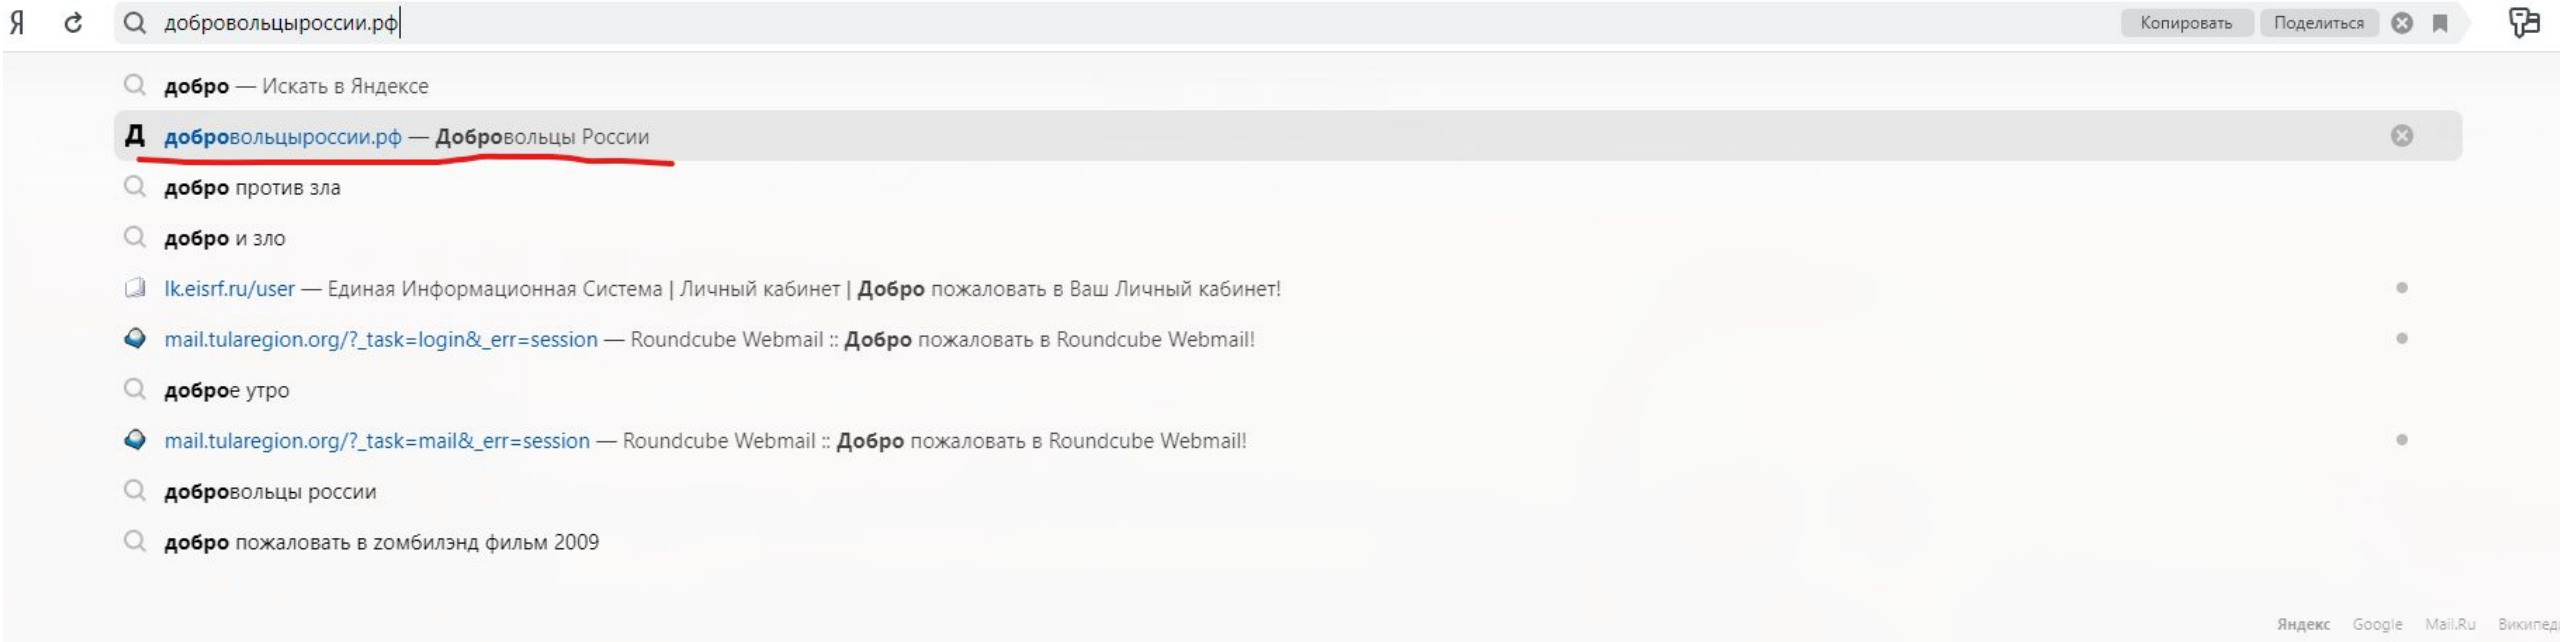 Я добровольцыроссии.рф Копировать Поделиться
добро — Искать в Яндексе
Д добровольцыроссии.рф — Добровольцы России
добро против зла
добро и зло
lk.eisrf.ru/user — Единая Информационная Система | Личный кабинет | Добро пожаловать в Ваш Личный кабинет!
mail.tularegion.org/?_task=login&_err=session — Roundcube Webmail :: Добро пожаловать в Roundcube Webmail!
доброе утро
mail.tularegion.org/?_task=mail&_err=session — Roundcube Webmail :: Добро пожаловать в Roundcube Webmail!
добровольцы россии
добро пожаловать в zомбилэнд фильм 2009
Яндекс Google Mail.Ru